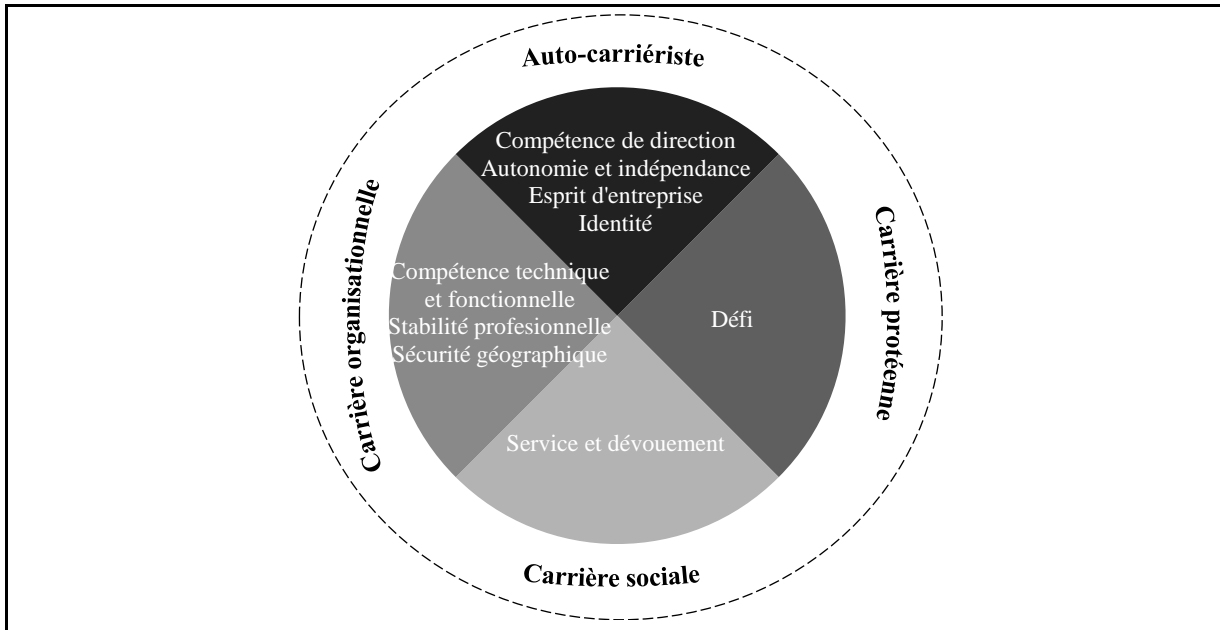 Auto-carriériste
Compétence de direction
Autonomie et indépendance
Esprit d'entreprise
Identité
Carrière organisationnelle
Compétence technique
et fonctionnelle
Stabilité profesionnelle
Sécurité géographique
Défi
Carrière protéenne
Service et dévouement
Carrière sociale